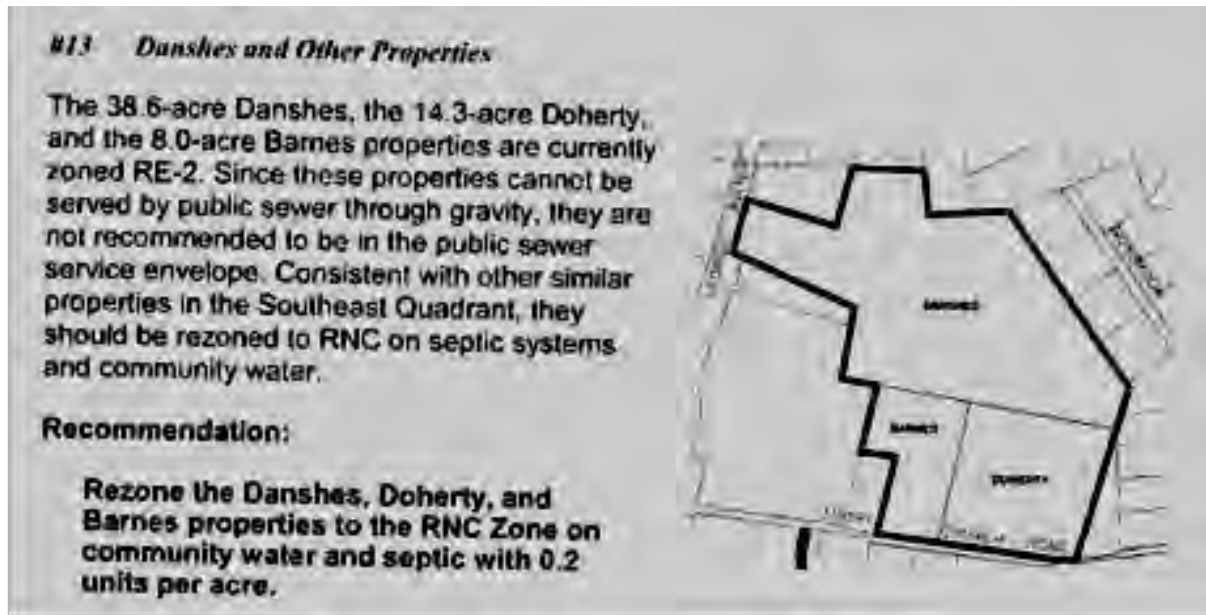 #13 Danshes and Other Properties
The 38.6-acre Danshes, the 14.3-acre Doherty,
and the 8.0-acre Barnes properties are currently
zoned RE-2. Since these properties cannot be
served by public sewer through gravity, they are
not recommended to be in the public sewer
service envelope. Consistent with other similar
properties in the Southeast Quadrant, they
should be rezoned to RNC on septic systems
and community water.
Recommendation:
Rezone the Danshes, Doherty, and
Barnes properties to the RNC Zone on
community water and septic with 0.2
units per acre.
DANSHES
BARNES
DOHERTY
ROAD